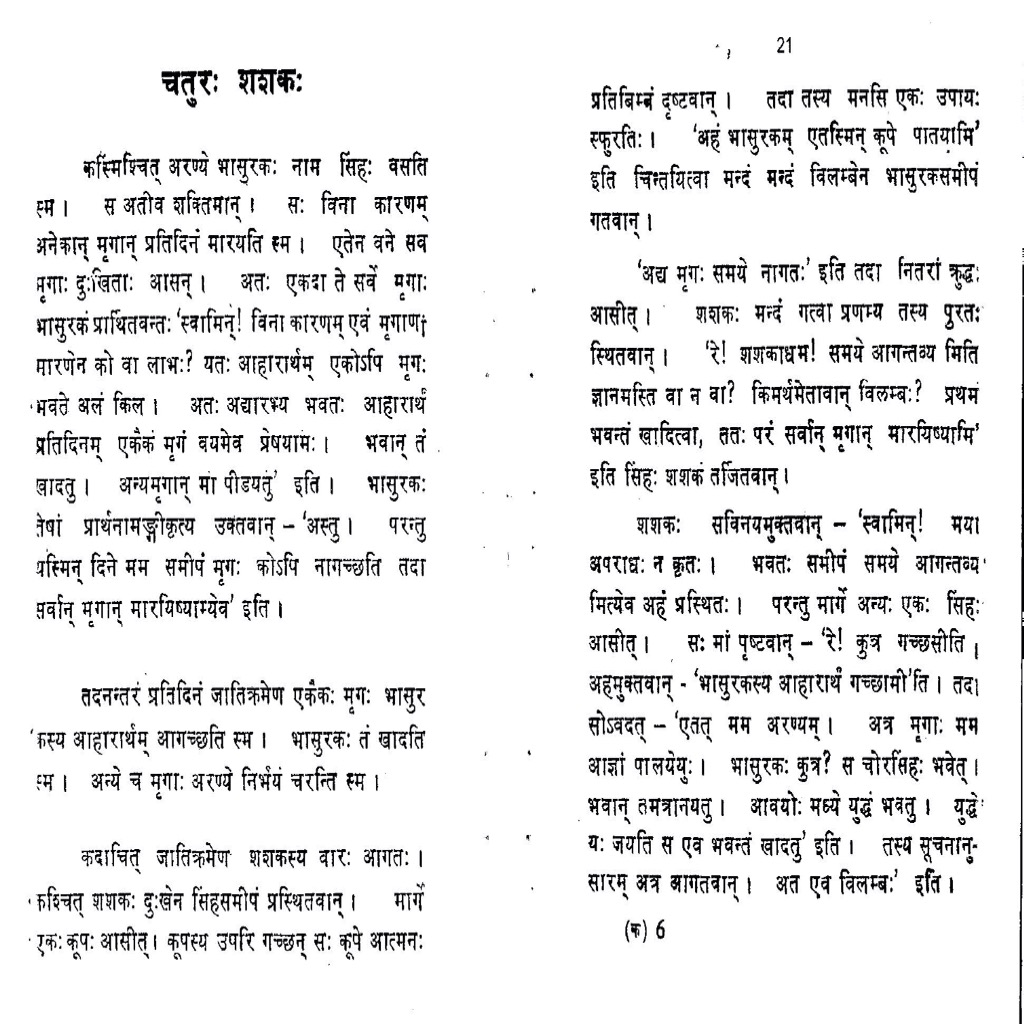 चतुरः शशकः
कस्मिंश्चित् अरण्ये भासुरकः नाम सिंहः वसति
स्म। स अतीव शक्तिमान्। सः विना कारणम्
अनेकान् मृगान् प्रतिदिनं मारयति स्म। एतेन वने सर्व
मृगाः दुःखिताः आसन्। अतः एकदा ते सर्वे मृगाः
भासुरकं प्रार्थितवन्तः 'स्वामिन्! विना कारणम् एवं मृगाणां
मारणेन को वा लाभः? यतः आहारार्थम् एकोऽपि मृगः
भवते अलं किल। अतः अद्यारभ्य भवतः आहारार्थं
प्रतिदिनम् एकैकं मृगं वयमेव प्रेषयामः। भवान् तं
खादतु। अन्यमृगान् मा पीडयतु' इति। भासुरकः
तेषां प्रार्थनामङ्गीकृत्य उक्तवान् – 'अस्तु। परन्तु
यस्मिन् दिने मम समीपं मृगः कोऽपि नागच्छति तदा
सर्वान् मृगान् मारयिष्याम्येव' इति।
तदनन्तरं प्रतिदिनं जातिक्रमेण एकैकः मृगः भासुर
कस्य आहारार्थम् आगच्छति स्म। भासुरकः तं खादति
स्म। अन्ये च मृगाः अरण्ये निर्भयं चरन्ति स्म।
कदाचित् जातिक्रमेण शशकस्य वारः आगतः।
कश्चित् शशकः दुःखेन सिंहसमीपं प्रस्थितवान्। मार्गे
एकः कूपः आसीत्। कूपस्य उपरि गच्छन् सः कूपे आत्मनः
21
प्रतिबिम्बं दृष्टवान्। तदा तस्य मनसि एकः उपायः
स्फुरतिः। 'अहं भासुरकम् एतस्मिन् कूपे पातयामि'
इति चिन्तयित्वा मन्दं मन्दं विलम्बेन भासुरकसमीपं
गतवान्।
'अद्य मृगः समये नागतः' इति तदा नितरां क्रुद्धः
आसीत्। शशकः मन्दं गत्वा प्रणम्य तस्य पुरतः
स्थितवान्। 'रे! शशकाधम! समये आगन्तव्य मिति
ज्ञानमस्ति वा न वा? किमर्थमेतावान् विलम्बः? प्रथमं
भवन्तं खादित्वा, ततः परं सर्वान् मृगान् मारयिष्यामि'
इति सिंहः शशकं तर्जितवान्।
शशकः सविनयमुक्तवान् – 'स्वामिन्! मया
अपराधः न कृतः। भवतः समीपं समये आगन्तव्य
मित्येव अहं प्रस्थितः। परन्तु मार्गे अन्यः एकः सिंहः
आसीत्। सः मां पृष्टवान् – 'रे! कुत्र गच्छसीति।
अहमुक्तवान् - 'भासुरकस्य आहारार्थं गच्छामी'ति। तदा
सोऽवदत् – 'एतत् मम अरण्यम्। अत्र मृगाः मम
आज्ञां पालयेयुः। भासुरकः कुत्र? स चोरसिंहः भवेत्।
भवान् तमत्रानयतु। आवयोः मध्ये युद्धं भवतु। युद्धे
यः जयति स एव भवन्तं खादतु' इति। तस्य सूचनानु-
सारम् अत्र आगतवान्। अत एव विलम्बः' इति।
(क) 6